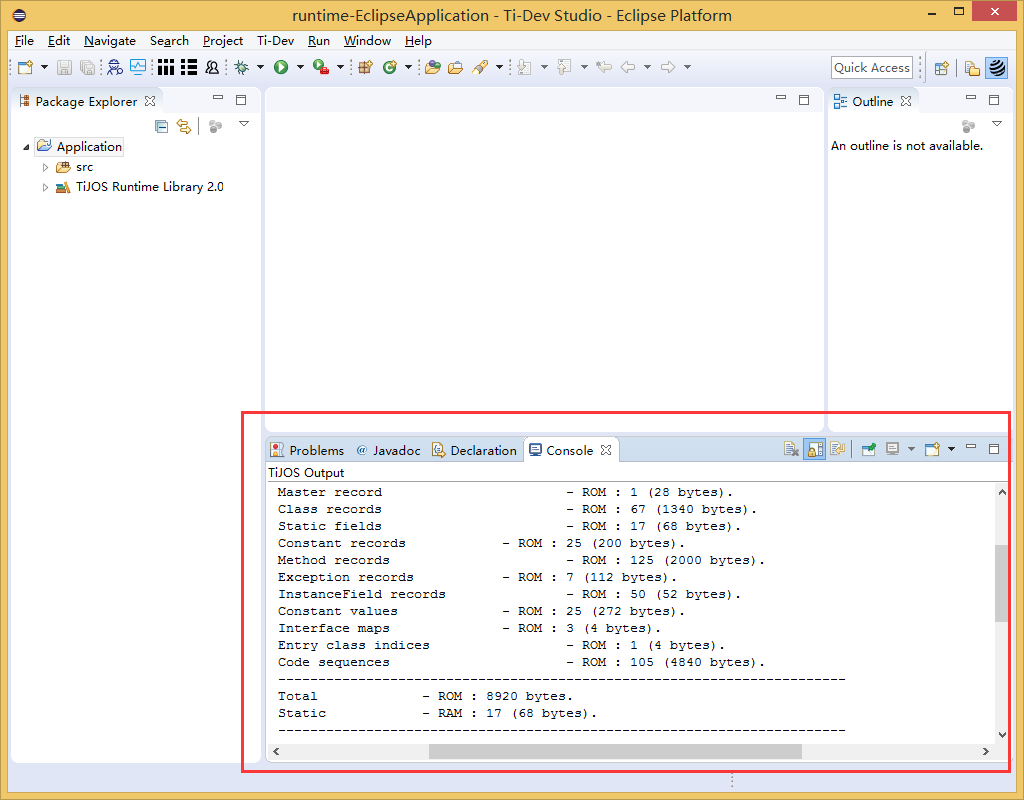 runtime-EclipseApplication - Ti-Dev Studio - Eclipse Platform
File Edit Navigate Search Project Ti-Dev Run Window Help
Quick Access
Package Explorer
Application
src
TiJOS Runtime Library 2.0
Outline
An outline is not available.
Problems @ Javadoc Declaration Console
TiJOS Output
Master record - ROM : 1 (28 bytes).
Class records - ROM : 67 (1340 bytes).
Static fields - ROM : 17 (68 bytes).
Constant records - ROM : 25 (200 bytes).
Method records - ROM : 125 (2000 bytes).
Exception records - ROM : 7 (112 bytes).
InstanceField records - ROM : 50 (52 bytes).
Constant values - ROM : 25 (272 bytes).
Interface maps - ROM : 3 (4 bytes).
Entry class indices - ROM : 1 (4 bytes).
Code sequences - ROM : 105 (4840 bytes).
-----------------------------------------------------------------------
Total - ROM : 8920 bytes.
Static - RAM : 17 (68 bytes).
-----------------------------------------------------------------------